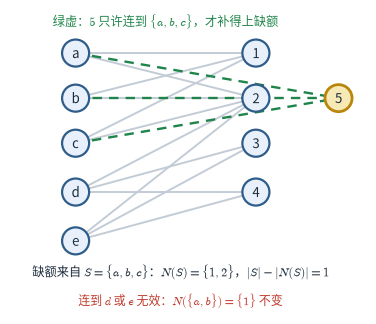 绿虚：5 只许连到 {a, b, c}，才补得上缺额
a
1
b
2
5
c
3
d
4
e
缺额来自 S = {a, b, c}：N(S) = {1, 2}，|S| − |N(S)| = 1
连到 d 或 e 无效：N({a, b}) = {1} 不变